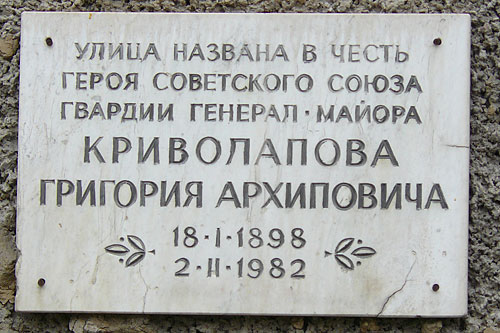 УЛИЦА НАЗВАНА В ЧЕСТЬ
ГЕРОЯ СОВЕТСКОГО СОЮЗА
ГВАРДИИ ГЕНЕРАЛ·МАЙОРА
КРИВОЛАПОВА
ГРИГОРИЯ АРХИПОВИЧА
18·I·1898
2·II·1982